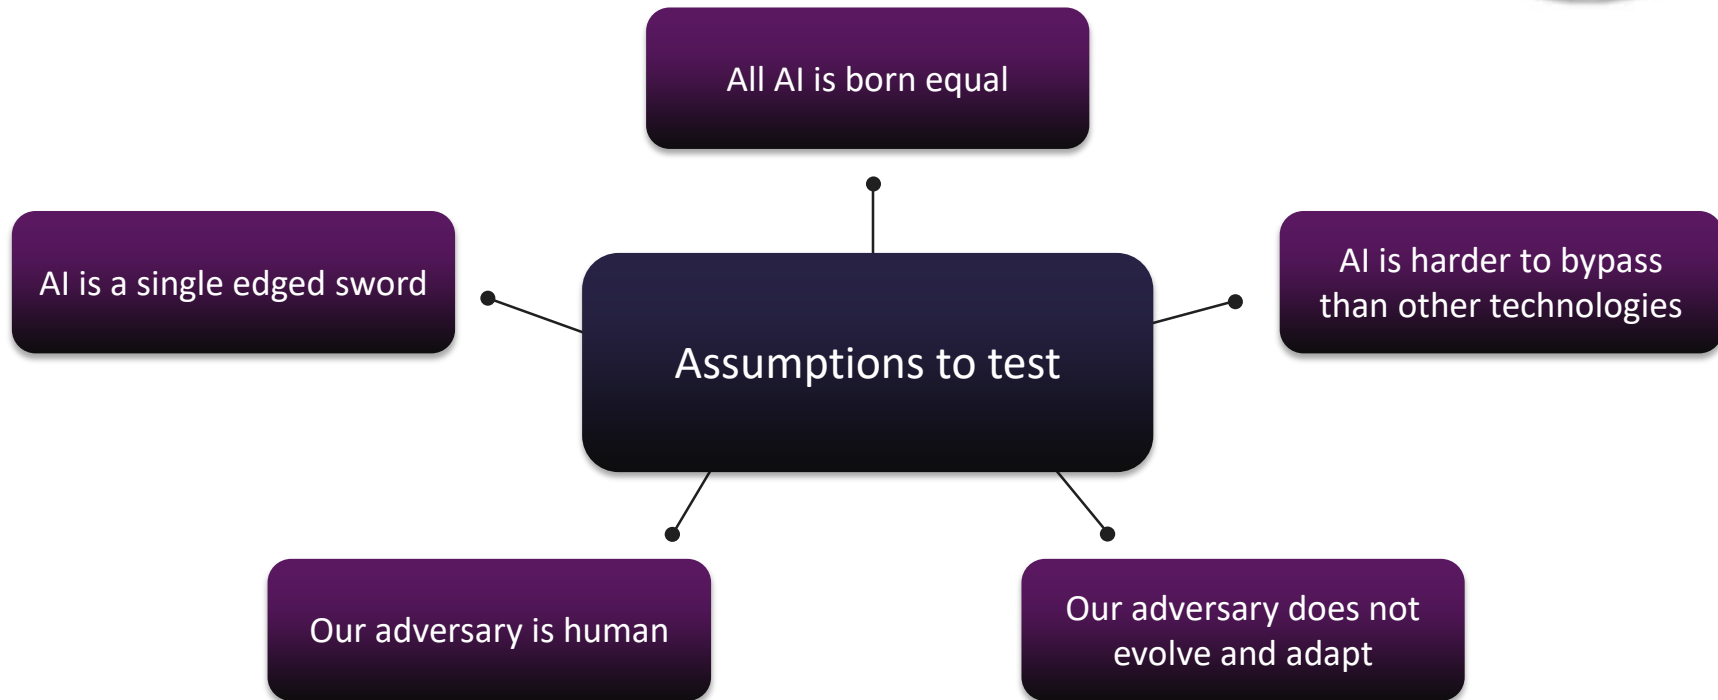 All AI is born equal
AI is a single edged sword
AI is harder to bypass
than other technologies
Assumptions to test
Our adversary is human
Our adversary does not
evolve and adapt